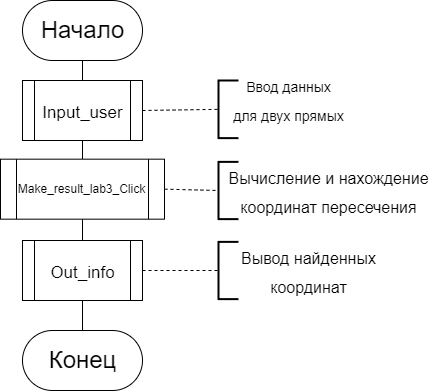 Начало
Input_user
Ввод данных
для двух прямых
Make_result_lab3_Click
Вычисление и нахождение
координат пересечения
Out_info
Вывод найденных
координат
Конец